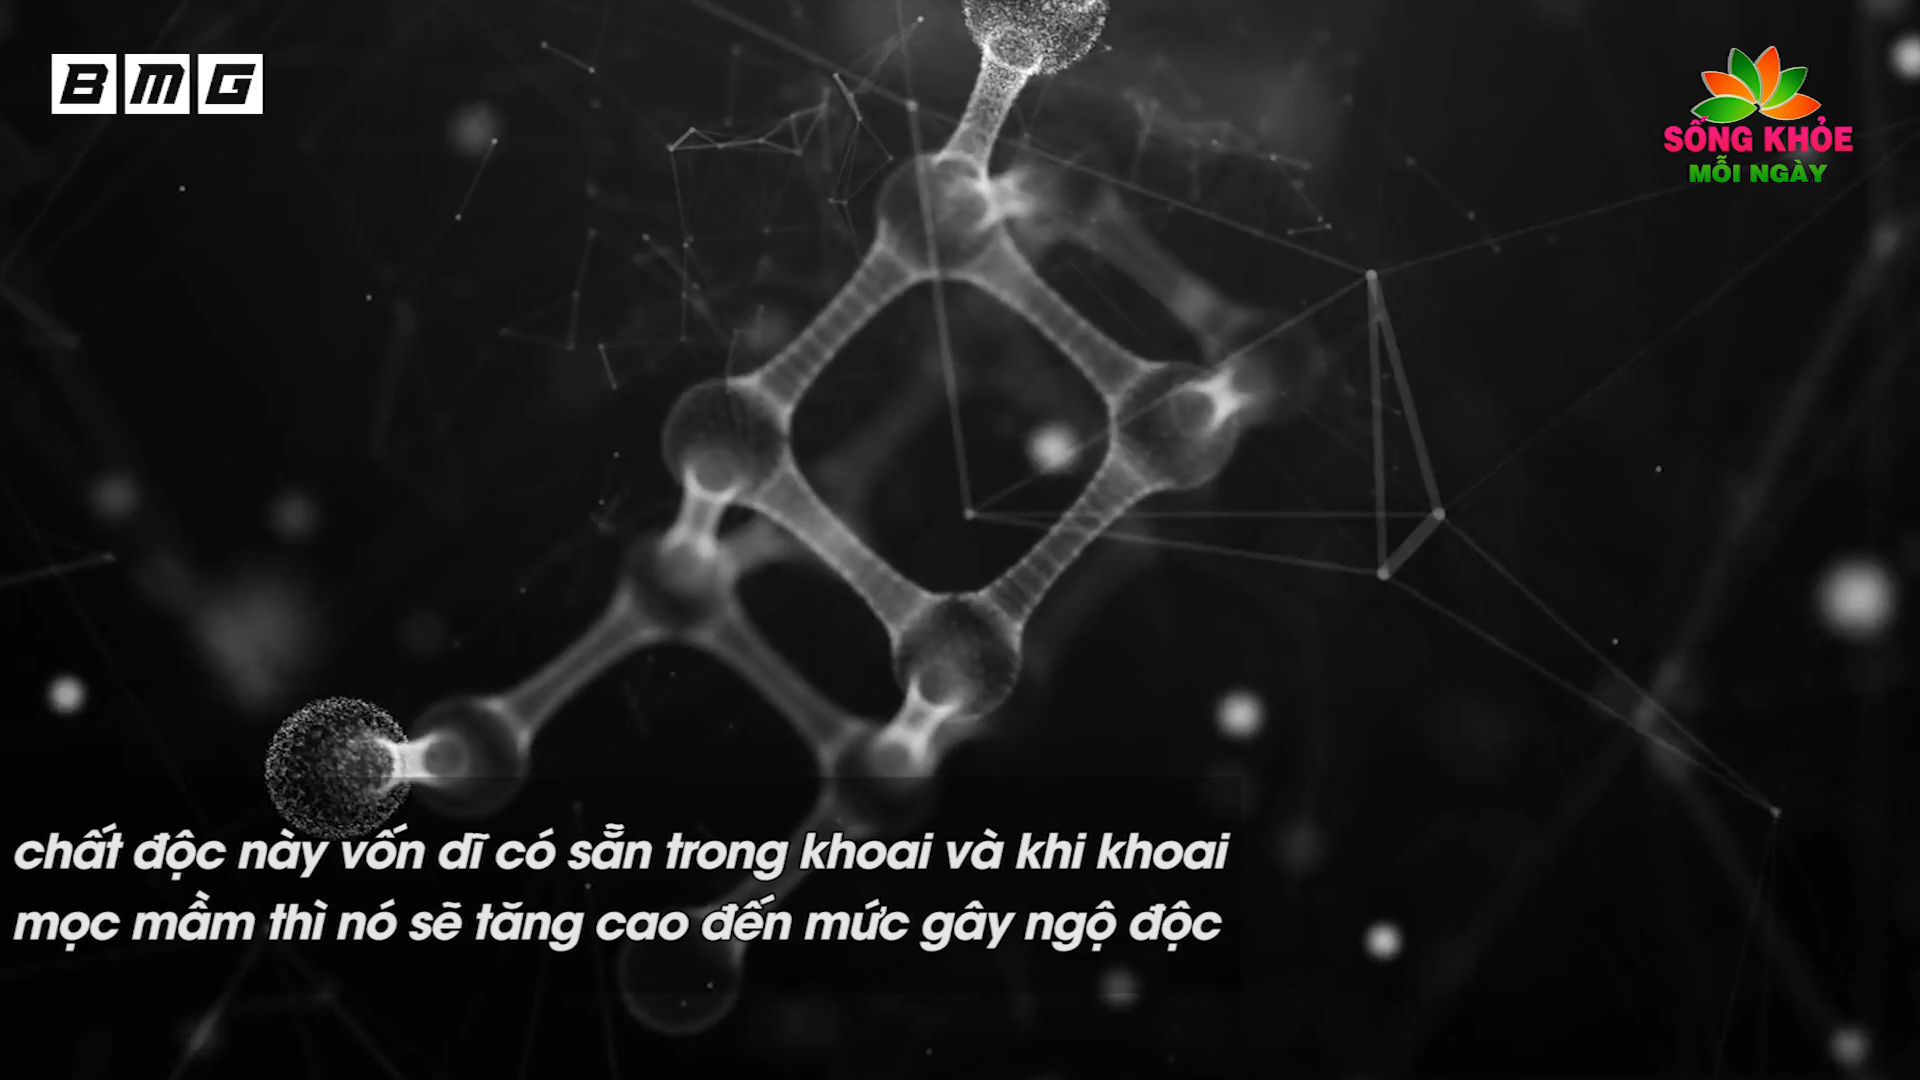 BMG
SỐNG KHỎE
MỖI NGÀY
chất độc này vốn dĩ có sẵn trong khoai và khi khoai
mọc mầm thì nó sẽ tăng cao đến mức gây ngộ độc